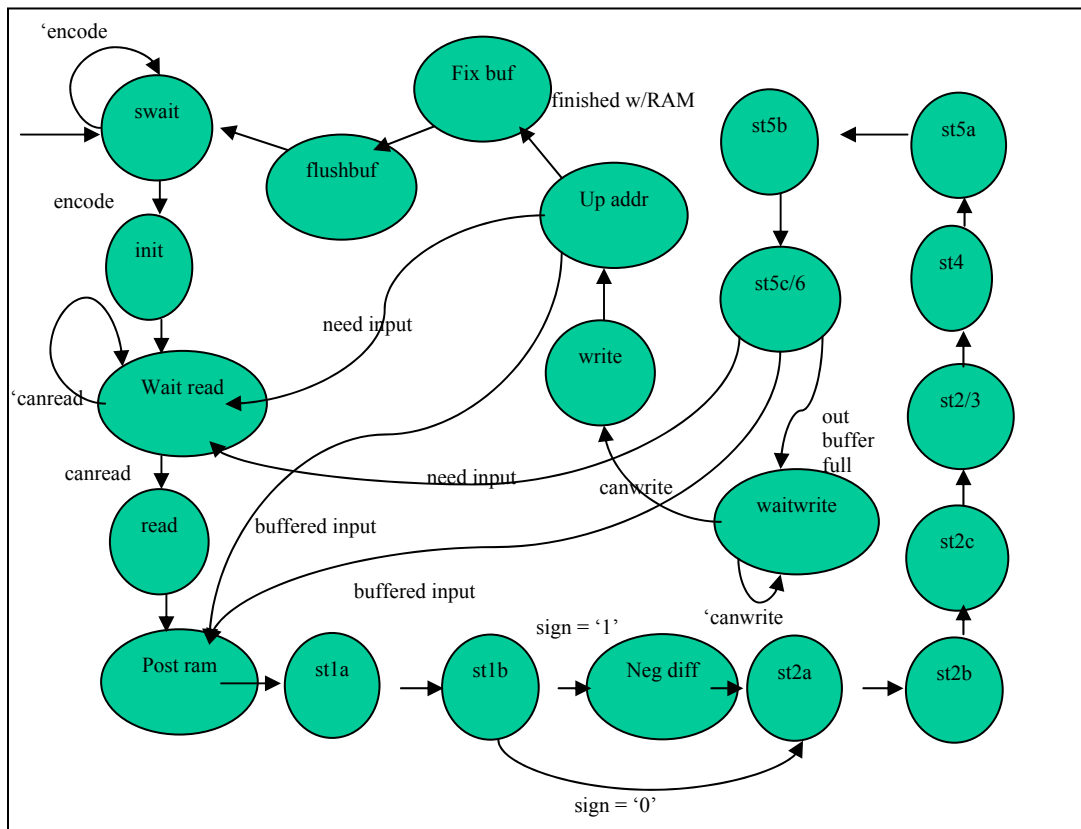 ‘encode
Fix buf
finished w/RAM
swait
st5b
st5a
flushbuf
Up addr
encode
init
st4
st5c/6
need input
write
Wait read
‘canread
st2/3
out
buffer
full
canread
need input
canwrite
waitwrite
read
buffered input
st2c
buffered input
‘canwrite
sign = ‘1’
Post ram
st1a
st1b
Neg diff
st2a
st2b
sign = ‘0’